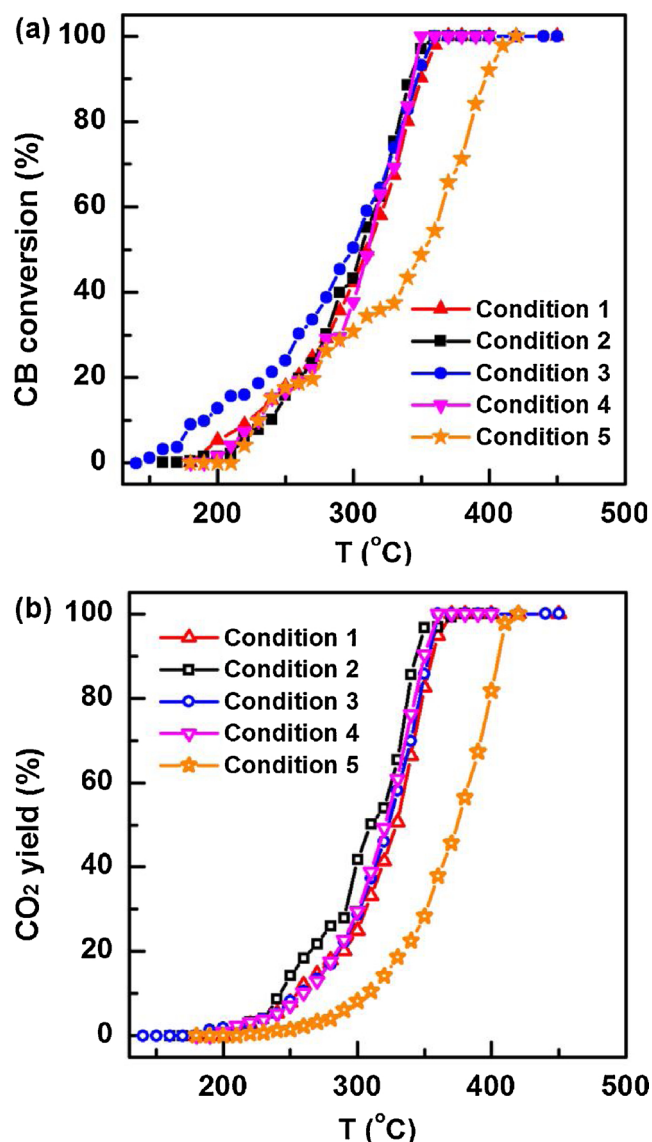 (a)
100
80
60
40
20
0
CB conversion (%)
Condition 1
Condition 2
Condition 3
Condition 4
Condition 5
200 300 400 500
T (°C)
(b)
100
80
60
40
20
0
CO₂ yield (%)
Condition 1
Condition 2
Condition 3
Condition 4
Condition 5
200 300 400 500
T (°C)